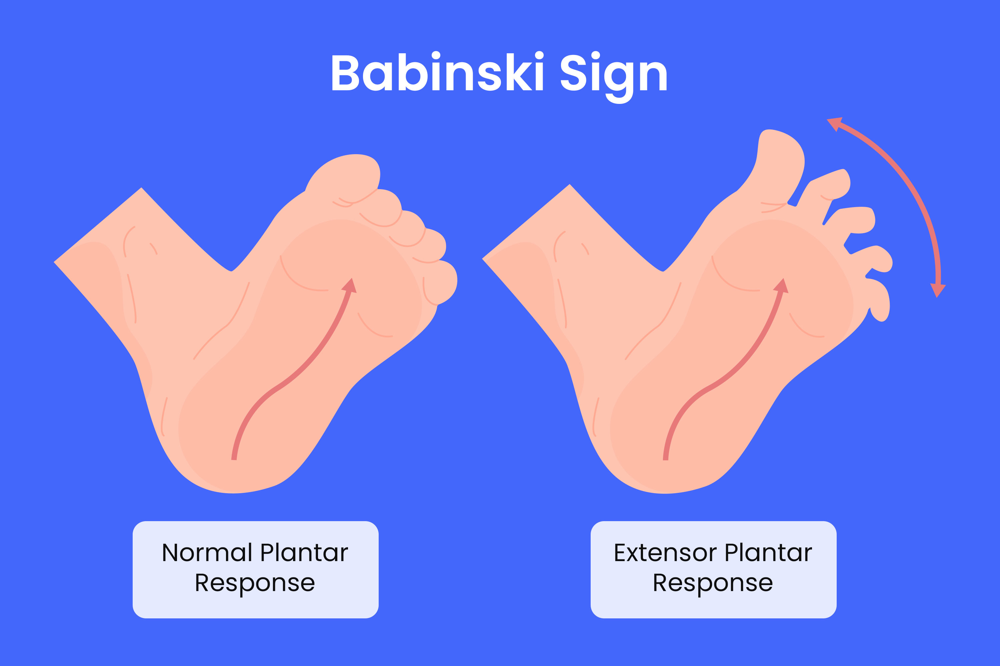 Babinski Sign
Normal Plantar
Response
Extensor Plantar
Response